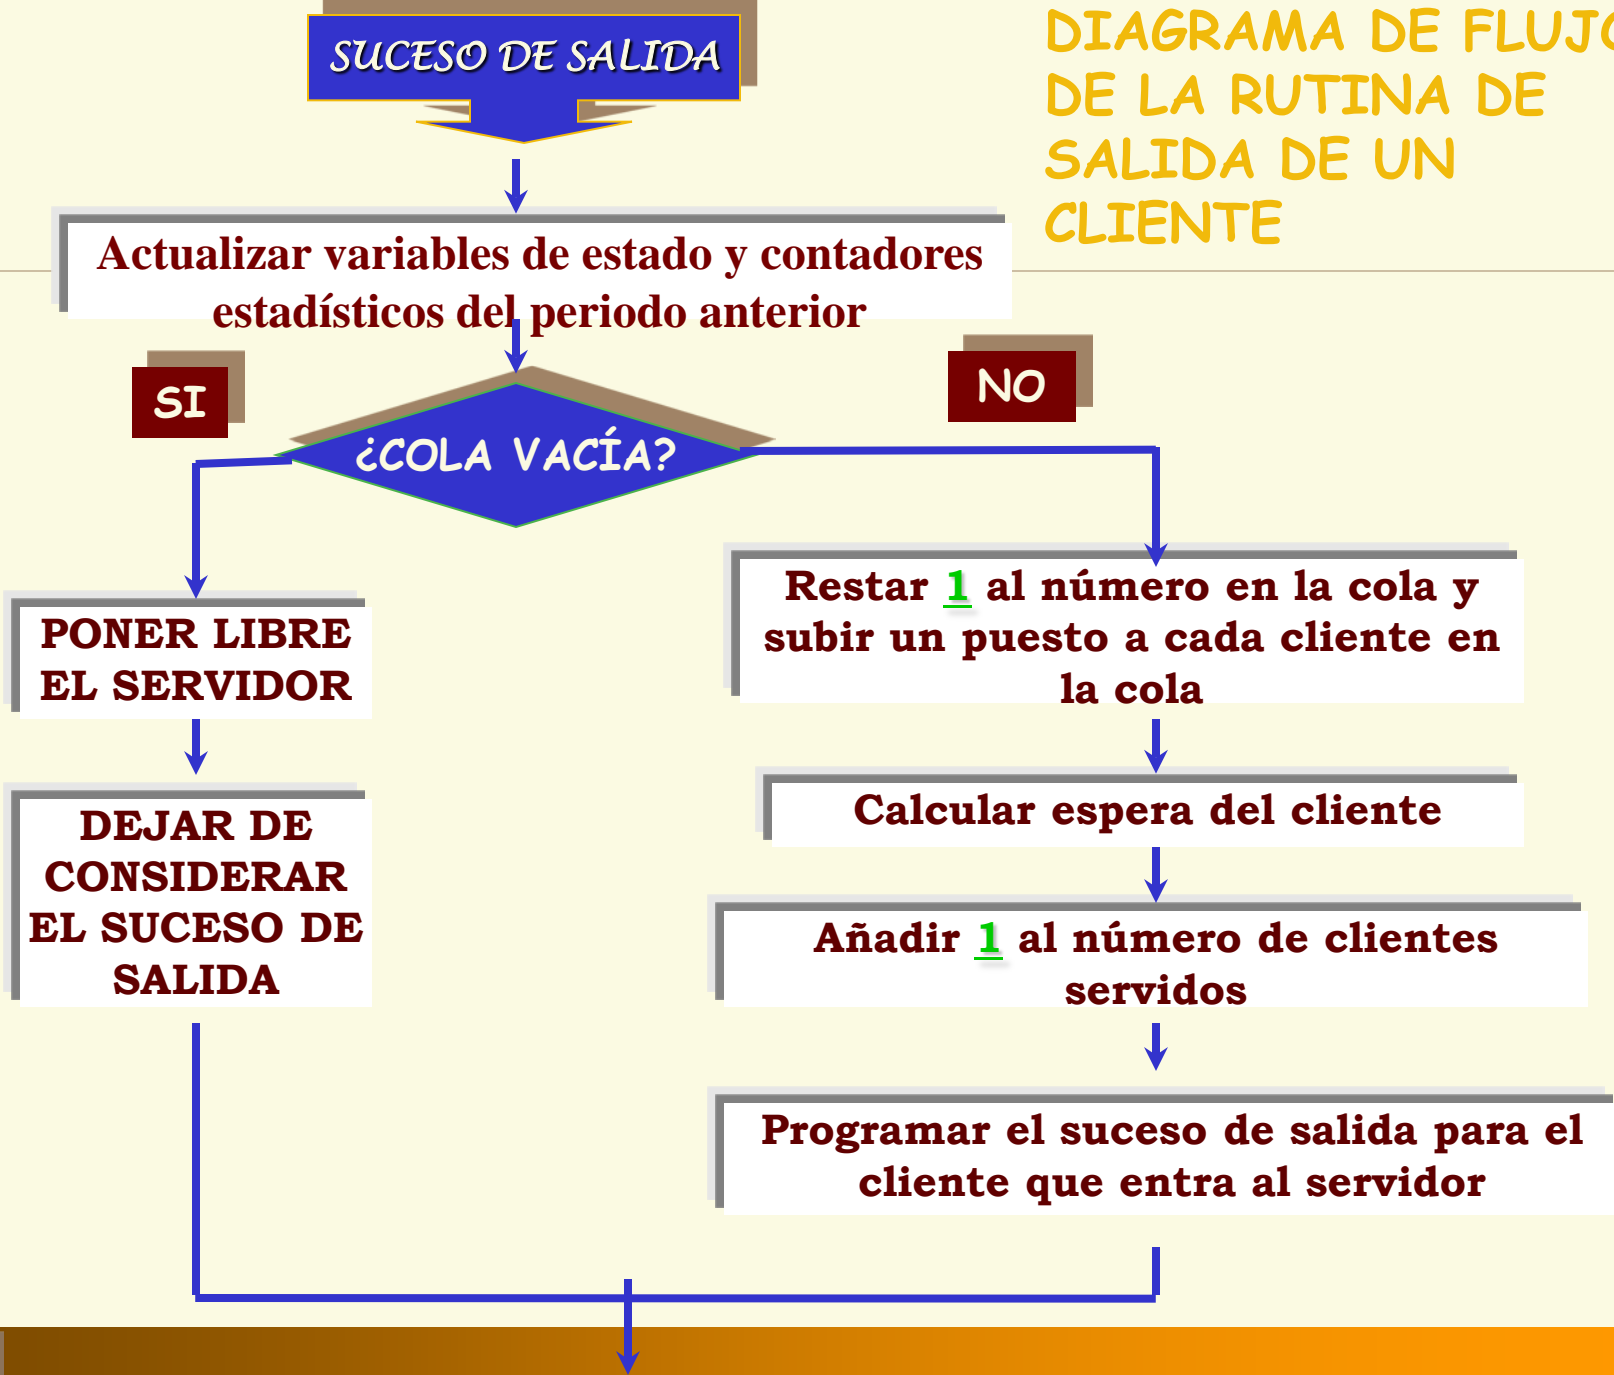 SUCESO DE SALIDA
DIAGRAMA DE FLUJO
DE LA RUTINA DE
SALIDA DE UN
CLIENTE
Actualizar variables de estado y contadores
estadísticos del periodo anterior
SI
NO
¿COLA VACÍA?
PONER LIBRE
EL SERVIDOR
DEJAR DE
CONSIDERAR
EL SUCESO DE
SALIDA
Restar 1 al número en la cola y
subir un puesto a cada cliente en
la cola
Calcular espera del cliente
Añadir 1 al número de clientes
servidos
Programar el suceso de salida para el
cliente que entra al servidor